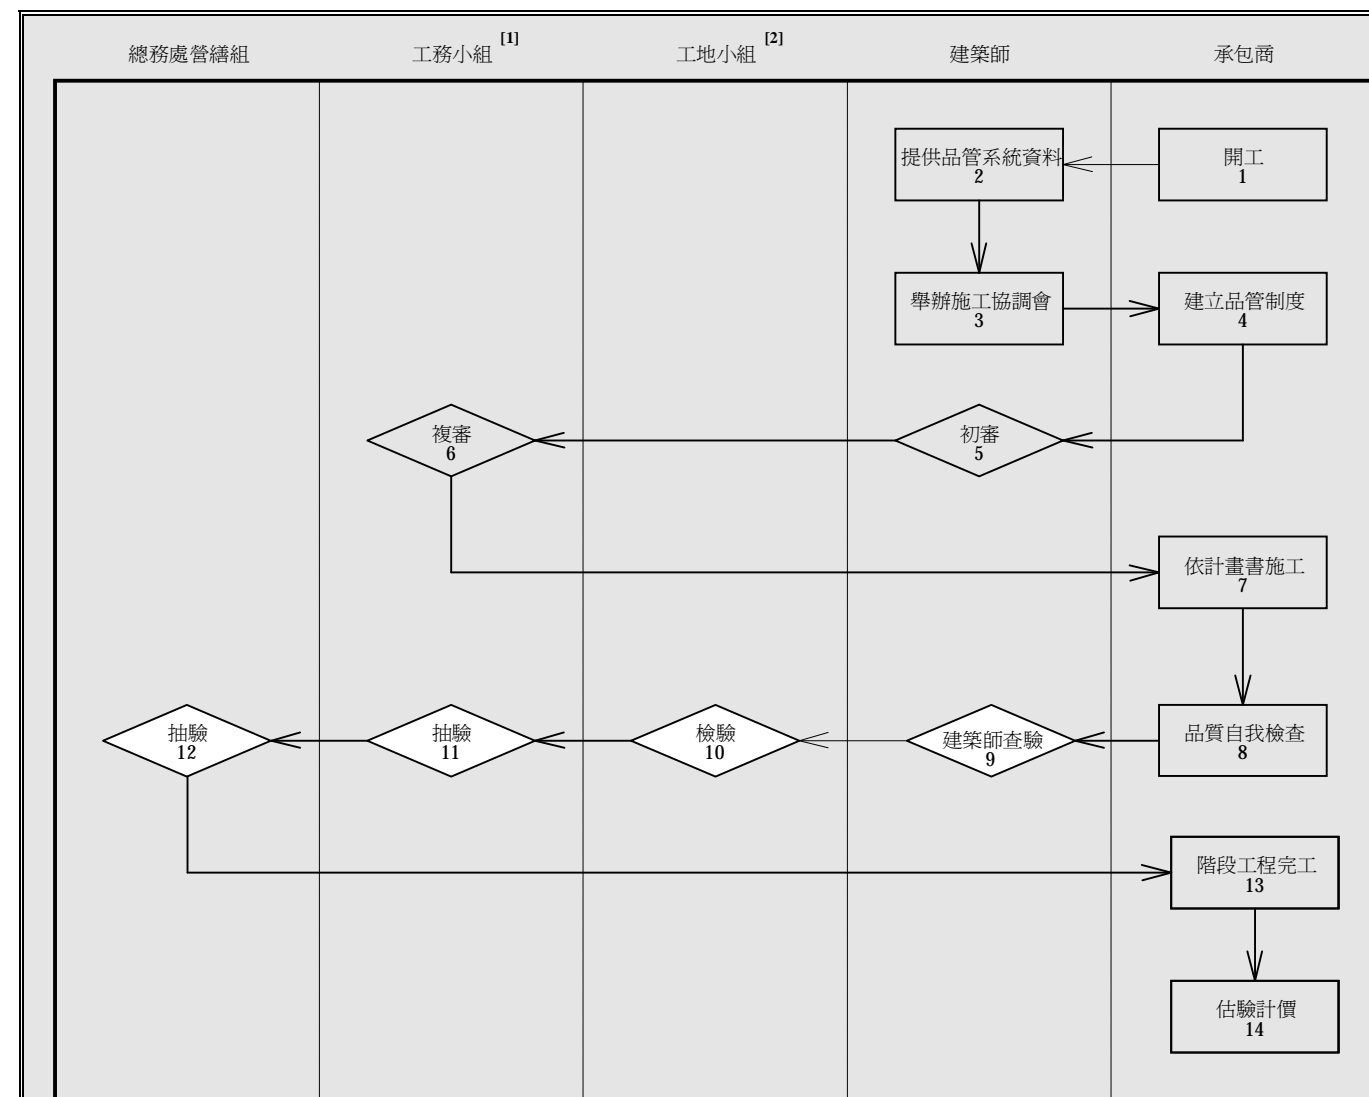 總務處營繕組
工務小組 [1]
工地小組 [2]
建築師
承包商
提供品管系統資料
2
開工
1
舉辦施工協調會
3
建立品管制度
4
複審
6
初審
5
依計畫書施工
7
抽驗
12
抽驗
11
檢驗
10
建築師查驗
9
品質自我檢查
8
階段工程完工
13
估驗計價
14